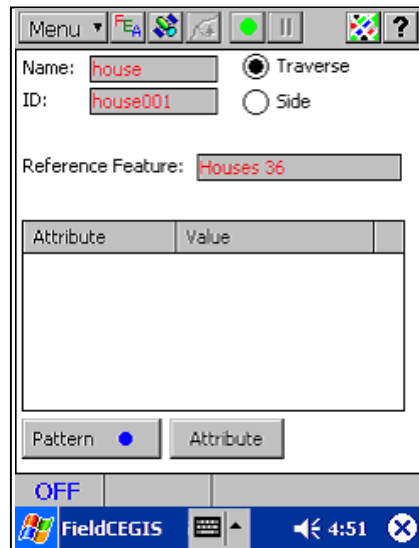 Menu FEA ?
Name: house Traverse
ID: house001 Side
Reference Feature: Houses 36
Attribute Value
Pattern Attribute
OFF
FieldCEGIS 4:51